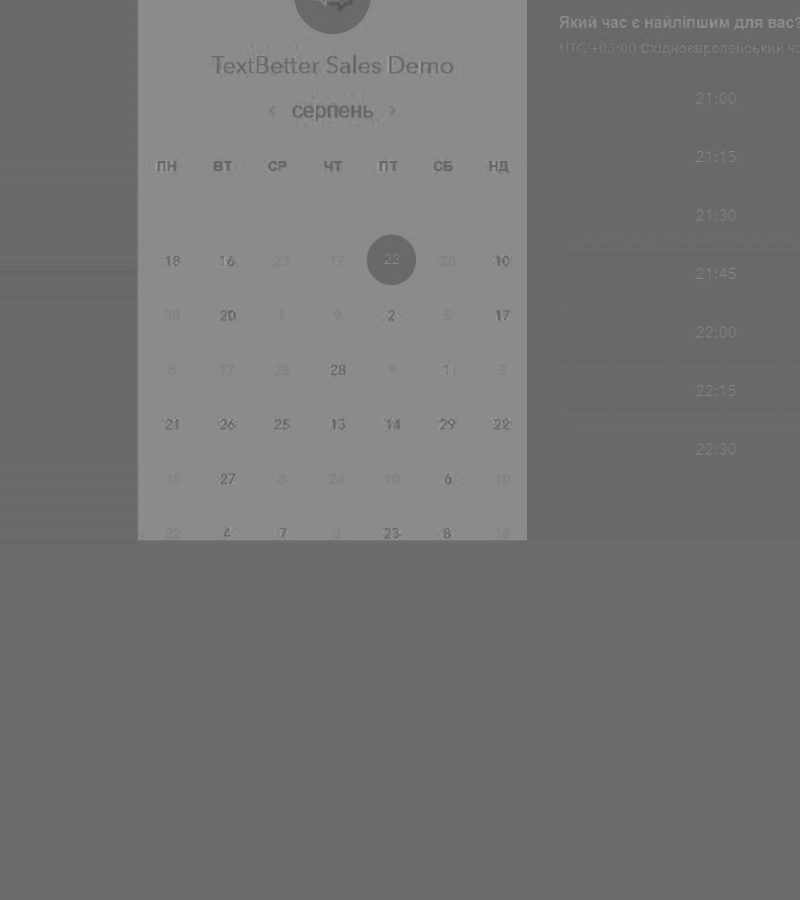 TextBetter Sales Demo
‹ серпень ›
ПН ВТ СР ЧТ ПТ СБ НД
18 16 23 17 22 28 10
30 20 1 9 2 5 17
8 17 25 28 9 1 3
21 26 25 13 14 29 22
15 27 8 24 10 6 10
22 4 7 3 23 8 18
Який час є найліпшим для вас?
UTC +03:00 Східноєвропейський
21:00
21:15
21:30
21:45
22:00
22:15
22:30